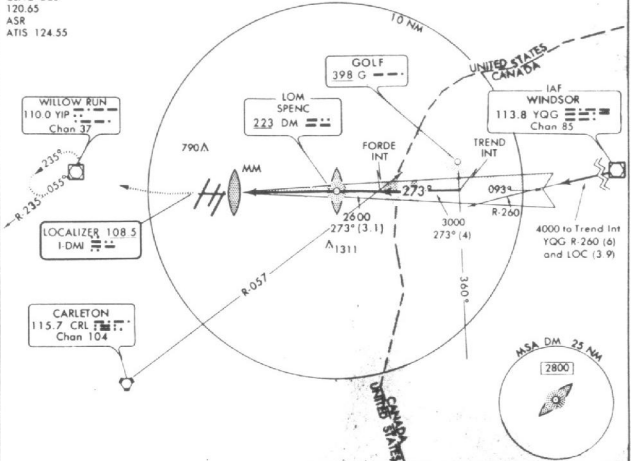 120.65
ASR
ATIS 124.55
10 NM
UNITED STATES
CANADA
GOLF
398 G
IAF
WINDSOR
113.8 YQG
Chan 85
LOM
SPENC
223 DM
WILLOW RUN
110.0 YIP
Chan 37
790
FORDE
INT
TREND
INT
MM
235°
055°
R-235
273°
093°
R-260
2600
273° (3.1)
3000
273° (4)
4000 to Trend Int
YQG R-260 (6)
and LOC (3.9)
LOCALIZER 108.5
I-DMI
1311
R-057
360°
CARLETON
115.7 CRL
Chan 104
MSA DM 25 NM
2800
CANADA
UNITED STATES